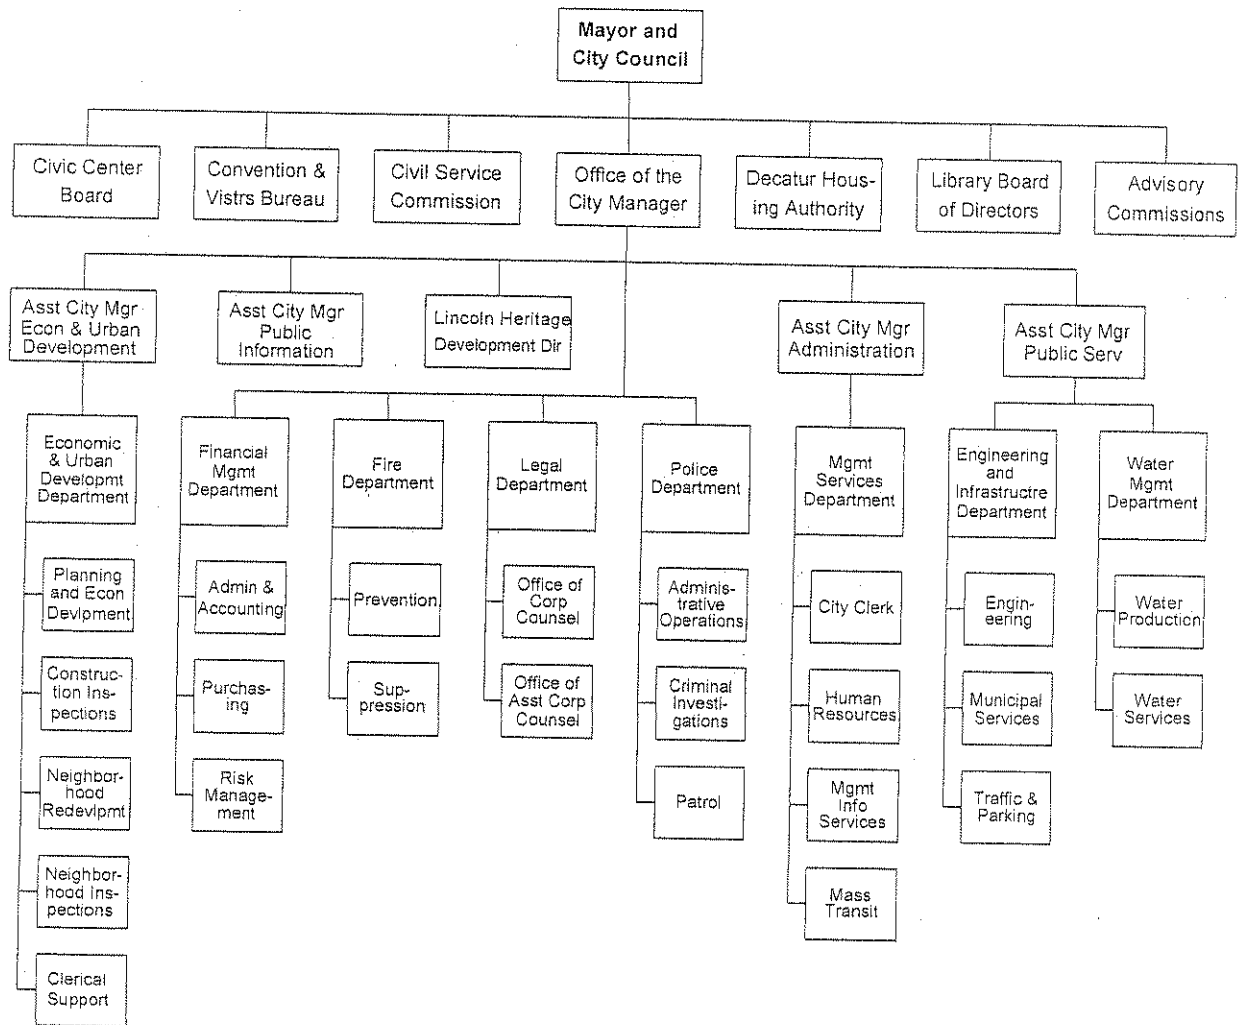 Mayor and
City Council
Civic Center
Board
Convention &
Vistrs Bureau
Civil Service
Commission
Office of the
City Manager
Decatur Hous-
ing Authority
Library Board
of Directors
Advisory
Commissions
Asst City Mgr
Econ & Urban
Development
Asst City Mgr
Public
Information
Lincoln Heritage
Development Dir
Asst City Mgr
Administration
Asst City Mgr
Public Serv
Economic
& Urban
Developmt
Department
Financial
Mgmt
Department
Fire
Department
Legal
Department
Police
Department
Mgmt
Services
Department
Engineering
and
Infrastructre
Department
Water
Mgmt
Department
Planning
and Econ
Devlpment
Admin &
Accounting
Prevention
Office of
Corp
Counsel
Adminis-
trative
Operations
City Clerk
Engin-
eering
Water
Production
Construc-
tion Ins-
pections
Purchas-
ing
Sup-
pression
Office of
Asst Corp
Counsel
Criminal
Investi-
gations
Human
Resources
Municipal
Services
Water
Services
Neighbor-
hood
Redevlpmt
Risk
Manage-
ment
Patrol
Mgmt
Info
Services
Traffic &
Parking
Neighbor-
hood Ins-
pections
Mass
Transit
Clerical
Support